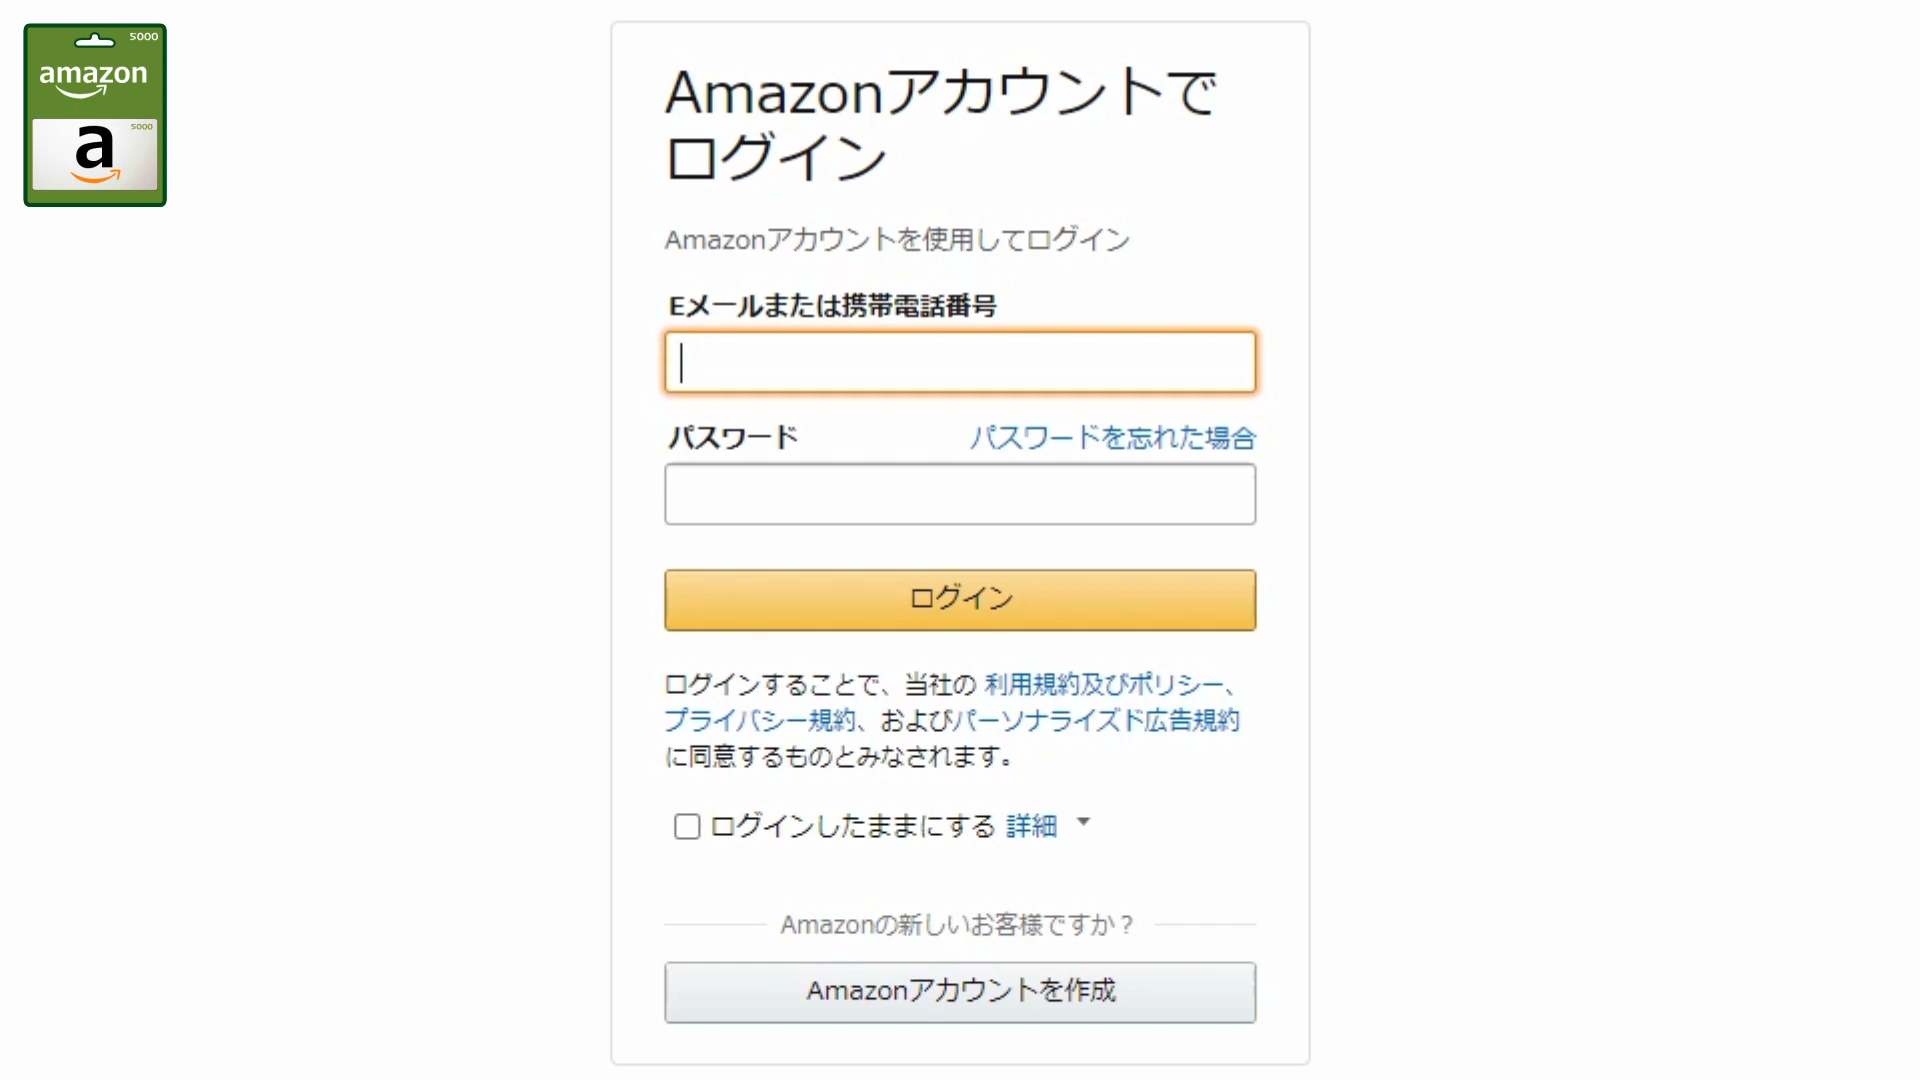 5000
amazon
5000
a
Amazonアカウントで
ログイン
Amazonアカウントを使用してログイン
Eメールまたは携帯電話番号
パスワード パスワードを忘れた場合
ログイン
ログインすることで、当社の 利用規約及びポリシー、
プライバシー規約、およびパーソナライズド広告規約
に同意するものとみなされます。
ログインしたままにする 詳細
Amazonの新しいお客様ですか？
Amazonアカウントを作成